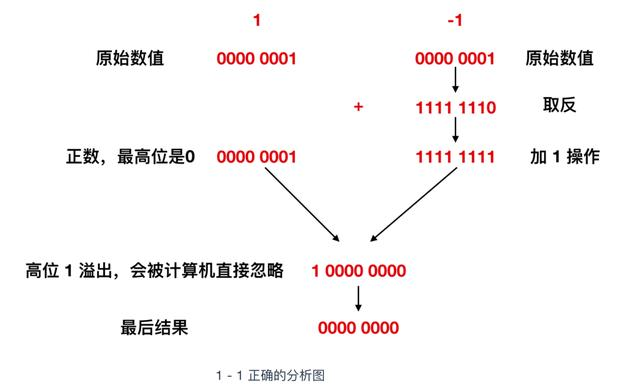 1 -1
原始数值 0000 0001 0000 0001 原始数值
+ 1111 1110 取反
正数，最高位是0 0000 0001 1111 1111 加 1 操作
高位 1 溢出，会被计算机直接忽略 1 0000 0000
最后结果 0000 0000
1 - 1 正确的分析图